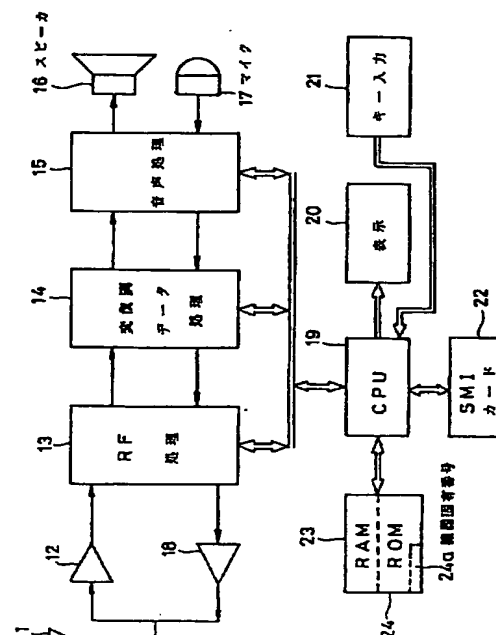 16 スピーカ
17 マイク
15
音声処理
14
変復調
データ
処理
13
RF
処理
12
18
1
21
キー入力
20
表示
19
CPU
22
SMI
カード
23
RAM
ROM
24
24a 機器固有番号